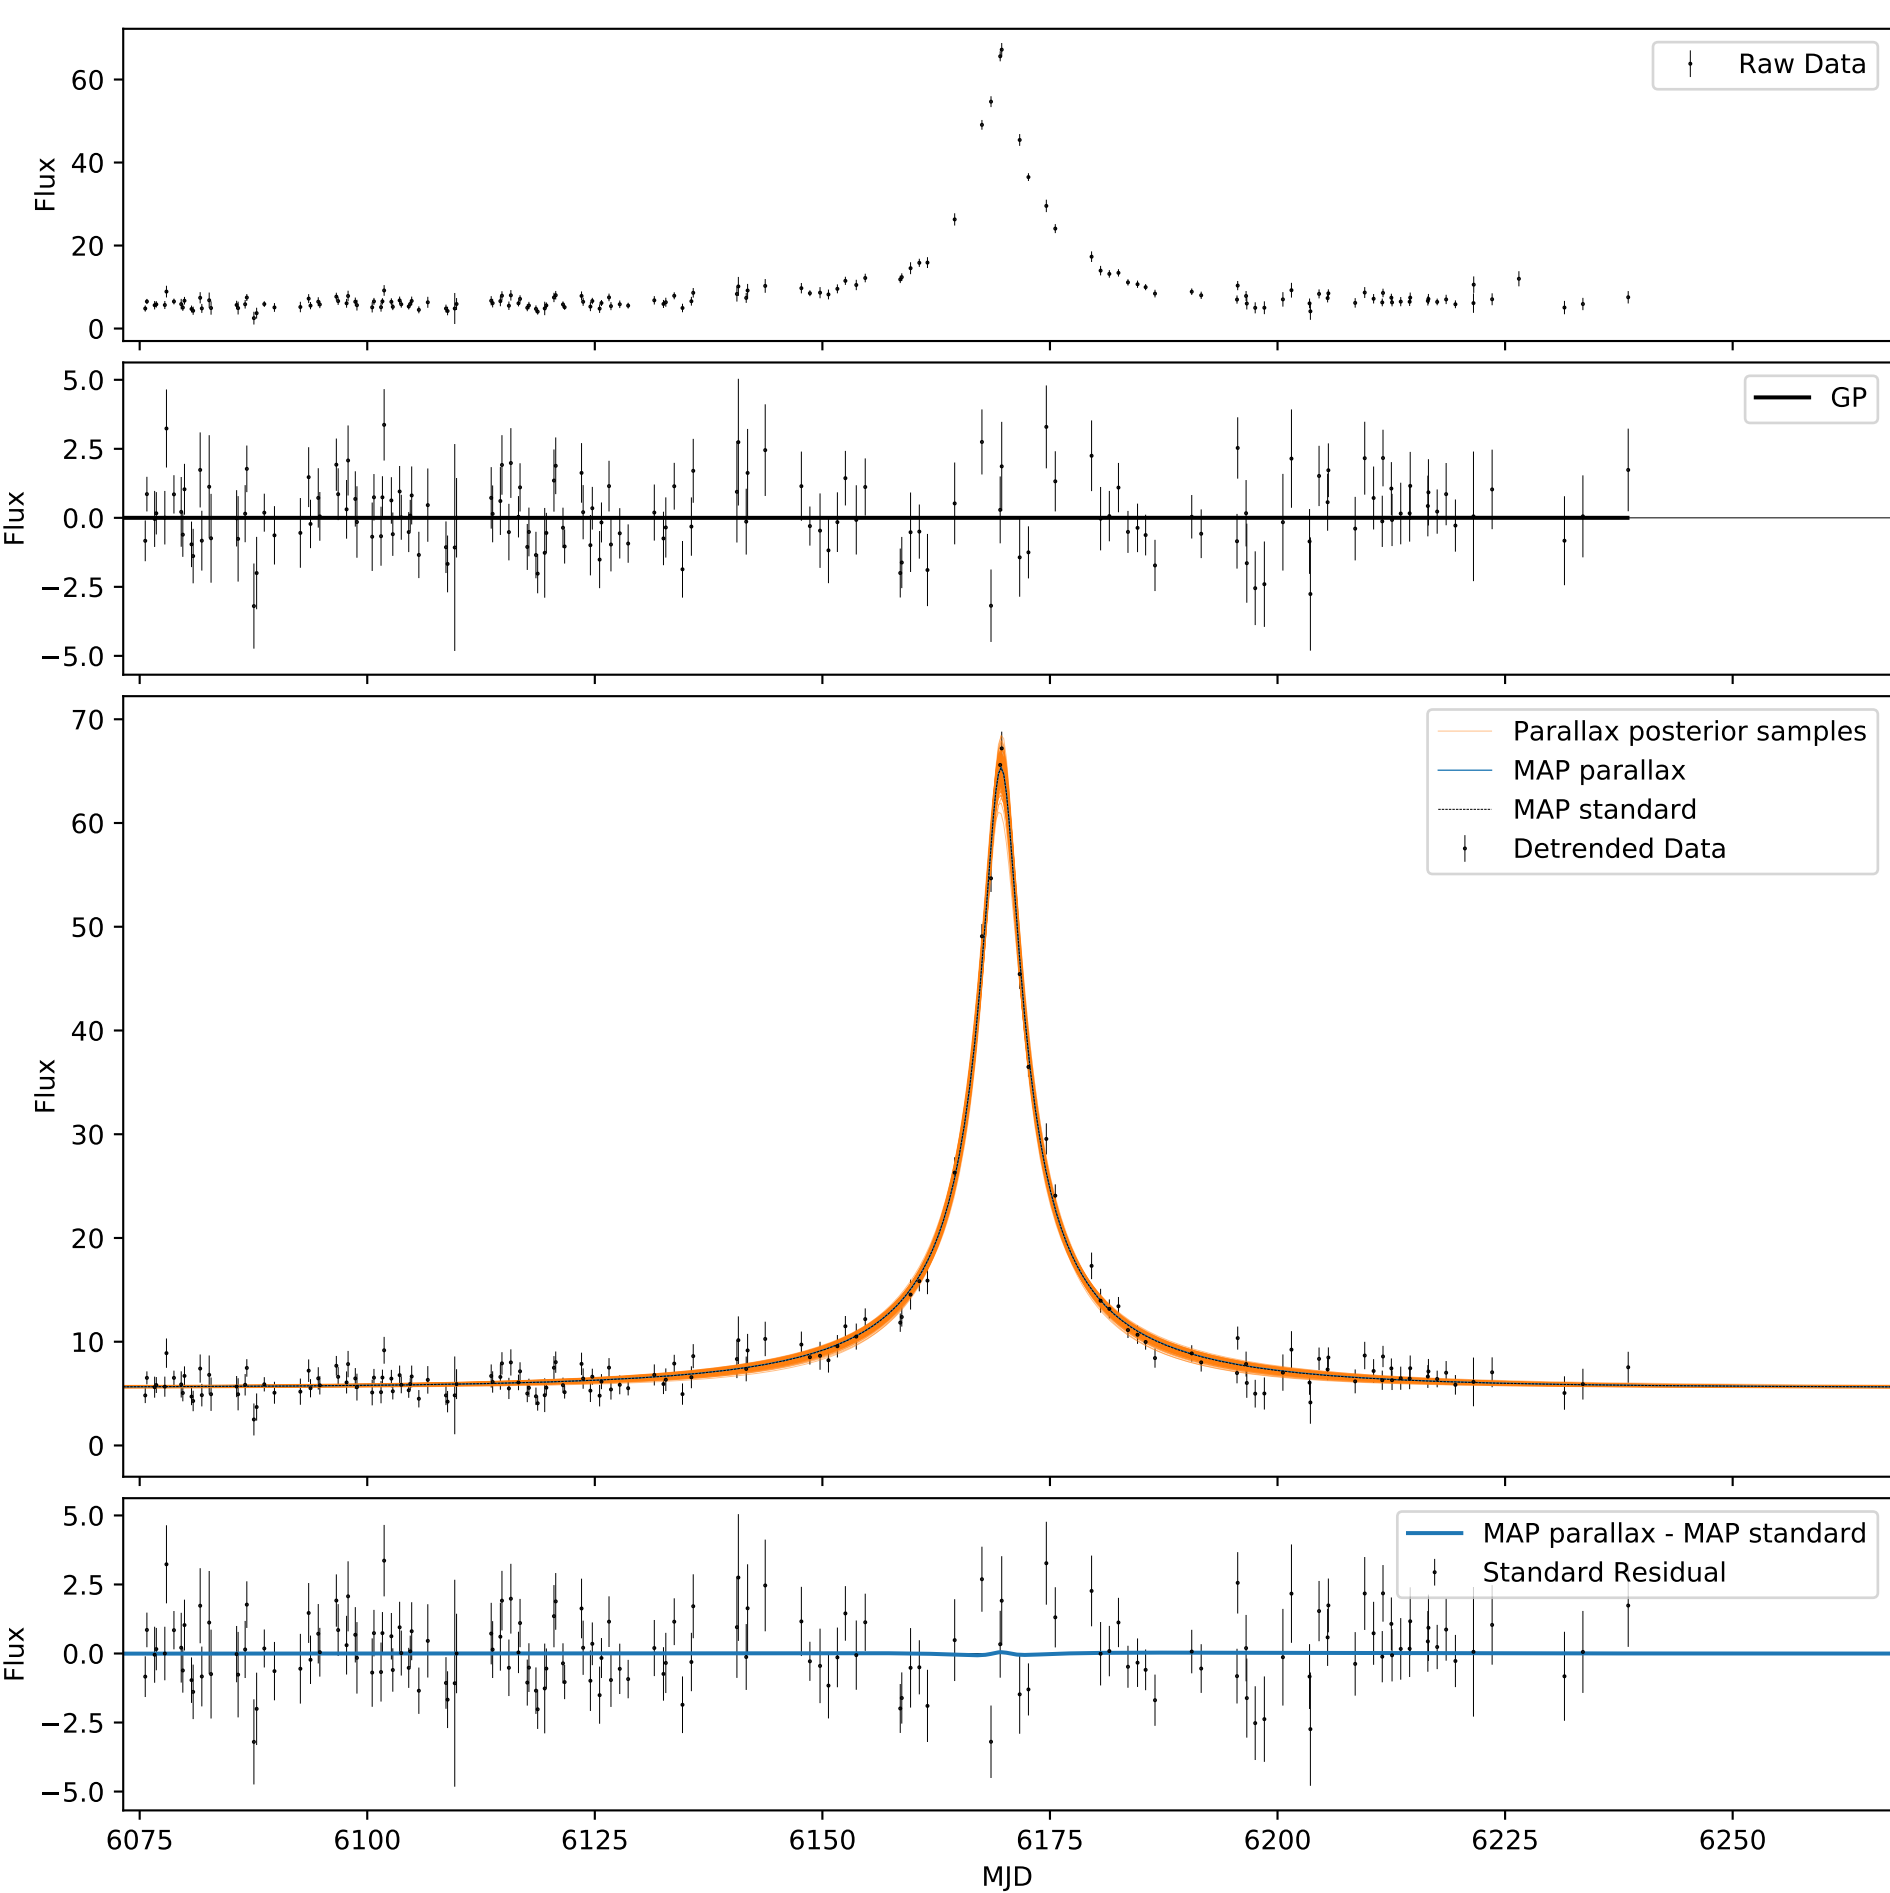 60
40
20
0
Flux
Raw Data
5.0
2.5
0.0
−2.5
−5.0
Flux
GP
70
60
50
40
30
20
10
0
Flux
Parallax posterior samples
MAP parallax
MAP standard
Detrended Data
5.0
2.5
0.0
−2.5
−5.0
Flux
MAP parallax - MAP standard
Standard Residual
6075 6100 6125 6150 6175 6200 6225 6250
MJD